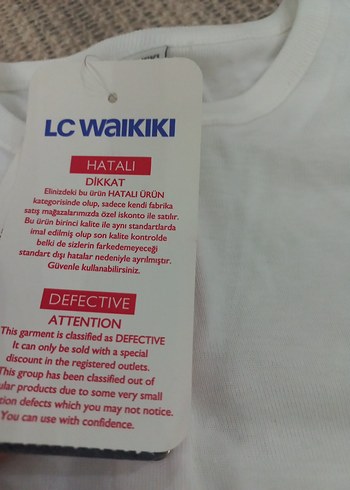 LC WAIKIKI
HATALI
DİKKAT
Elinizdeki bu ürün HATALI ÜRÜN
kategorisinde olup, sadece kendi fabrika
satış mağazalarımızda özel iskonto ile satılır.
Bu ürün birinci kalite ile aynı standartlarda
imal edilmiş olup son kalite kontrolde
belki de sizlerin farkedemeyeceği
standart dışı hatalar nedeniyle ayrılmıştır.
Güvenle kullanabilirsiniz.
DEFECTIVE
ATTENTION
This garment is classified as DEFECTIVE
It can only be sold with a special
discount in the registered outlets.
This group has been classified out of
products due to some very small
defects which you may not notice.
You can use with confidence.